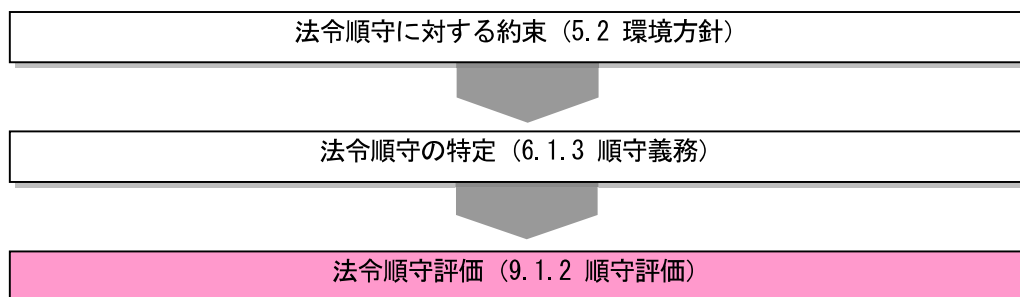 法令順守に対する約束（5.2 環境方針）
法令順守の特定（6.1.3 順守義務）
法令順守評価（9.1.2 順守評価）